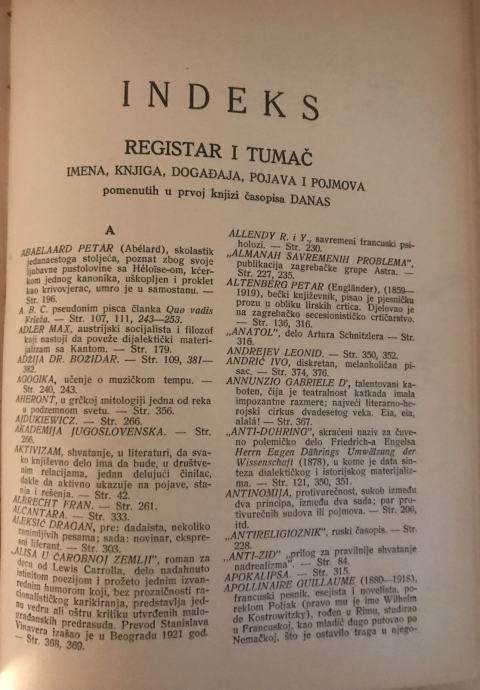 INDEKS
REGISTAR I TUMAČ
IMENA, KNJIGA, DOGAĐAJA, POJAVA I POJMOVA
pomenutih u prvoj knjizi časopisa DANAS
A
ABAELAARD PETAR (Abélard), skolastik
jedanaestoga stoljeća, poznat zbog svoje
ljubavne pustolovine sa Héloïse-om, kćer-
kom jednog kanonika, uškopljen i proklet
kao krivovjerac, umro je u samostanu. —
Str. 196.
A. B. C. pseudonim pisca članka Quo vadis
Krleža. — Str. 107, 111, 243—253.
ADLER MAX, austrijski socijalista i filozof
koji nastoji da poveže dijalektički materi-
jalizam sa Kantom. — Str. 179.
ADŽIJA DR. BOŽIDAR. — Str. 109, 381—
382.
AGOGIKA, učenje o muzičkom tempu. —
Str. 240, 243.
AHERONT, u grčkoj mitologiji jedna od reka
u podzemnom svetu. — Str. 356.
AJDUKIEWICZ. — Str. 266.
AKADEMIJA JUGOSLOVENSKA. — Str.
266.
AKTIVIZAM, shvatanje, u literaturi, da sva-
ko književno delo ima da bude, u društve-
nim relacijama, jedan delujući činilac,
dakle da aktivno ukazuje na pojave, sta-
nja i rešenja. — Str. 42.
ALBRECHT FRAN. — Str. 261.
ALCANTARA. — Str. 333.
ALEKSIĆ DRAGAN, pre: dadaista, nekoliko
zanimljivih pesama; sada: novinar, ekspre-
sni liferant. — Str. 303.
„ALISA U ČAROBNOJ ZEMLJI", roman za
decu od Lewis Carrolla, delo nadahnuto
istinitom poezijom i prožeto jednim izvan-
rednim humorom koji, bez prozaičnosti ra-
cionalističkog karikiranja, predstavlja jed-
nu vedru ali oštru kritiku utvrđenih malo-
građanskih predrasuda. Prevod Stanislava
Vinavera izašao je u Beogradu 1921 god.
— Str. 368, 369.
ALLENDY R. i Y., savremeni francuski psi-
holozi. — Str. 230.
„ALMANAH SAVREMENIH PROBLEMA",
publikacija zagrebačke grupe Astra. —
Str. 227, 235.
ALTENBERG PETAR (Engländer), (1859—
1919), bečki književnik, pisao je pjesničku
prozu u obliku lirskih crtica. Djelovao je
na zagrebačko secesionističko crtičarstvo.
— Str. 136, 316.
„ANATOL", delo Artura Schnitzlera — Str.
316.
ANDREJEV LEONID. — Str. 350, 352.
ANDRIĆ IVO, diskretan, melanholičan pi-
sac, — Str. 374, 376.
ANNUNZIO GABRIELE D', talentovani ka-
boten, čija je teatralnost katkada imala
impozantne razmere; najveći literarno-he-
rojski cirkus dvadesetog veka. Eia, eia,
alalá! — Str. 367.
„ANTI-DÜHRING", skraćeni naziv za čuve-
no polemičko delo Friedrich-a Engelsa
Herrn Eugen Dührings Umwälzung der
Wissenschaft (1878), u kome je data sin-
teza dialektičkog i istorijskog materijaliz-
ma. — Str. 121, 350, 351.
ANTINOMIJA, protivurečnost, sukob između
dva principa, između dva suda; par pro-
tivurečnih sudova ili pojmova. — Str. 206,
itd.
„ANTIRELIGIOZNIK", ruski časopis. — Str.
228.
„ANTI-ZID" „prilog za pravilnije shvatanje
nadrealizma". — Str. 84.
APOKALIPSA. — Str. 315.
APOLLINAIRE GUILLAUME (1880—1918),
francuski pesnik, esejista i novelista, po-
reklom Poljak (pravo mu je ime Wilhelm
de Kostrowitzky), rođen u Rimu, studirao
u Francuskoj, kao mladić dugo putovao po
Nemačkoj, što je ostavilo traga u njego-